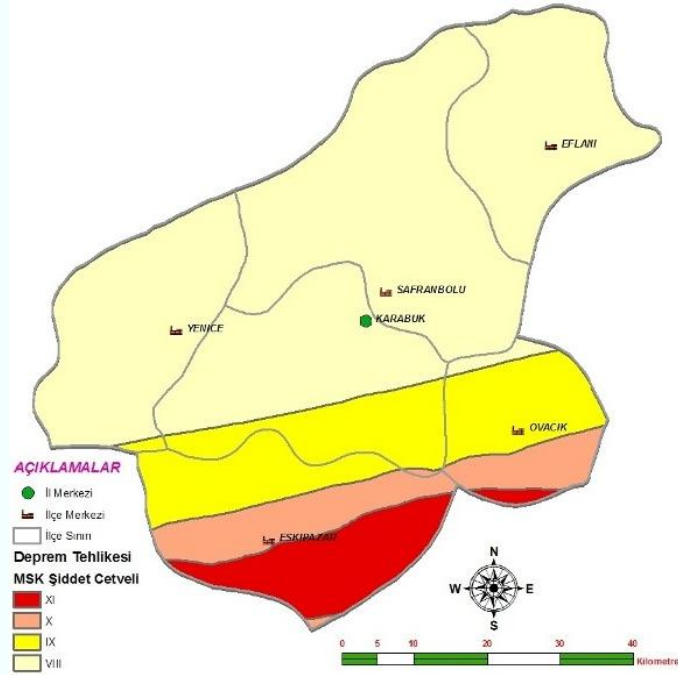 EFLANI
SAFRANBOLU
KARABUK
YENICE
OVACIK
ESKIPAZAR
AÇIKLAMALAR
İl Merkezi
İlçe Merkezi
İlçe Sınırı
Deprem Tehlikesi
MSK Şiddet Cetveli
XI
X
IX
VIII
N
W E
S
0 5 10 20 30 40
Kilometre